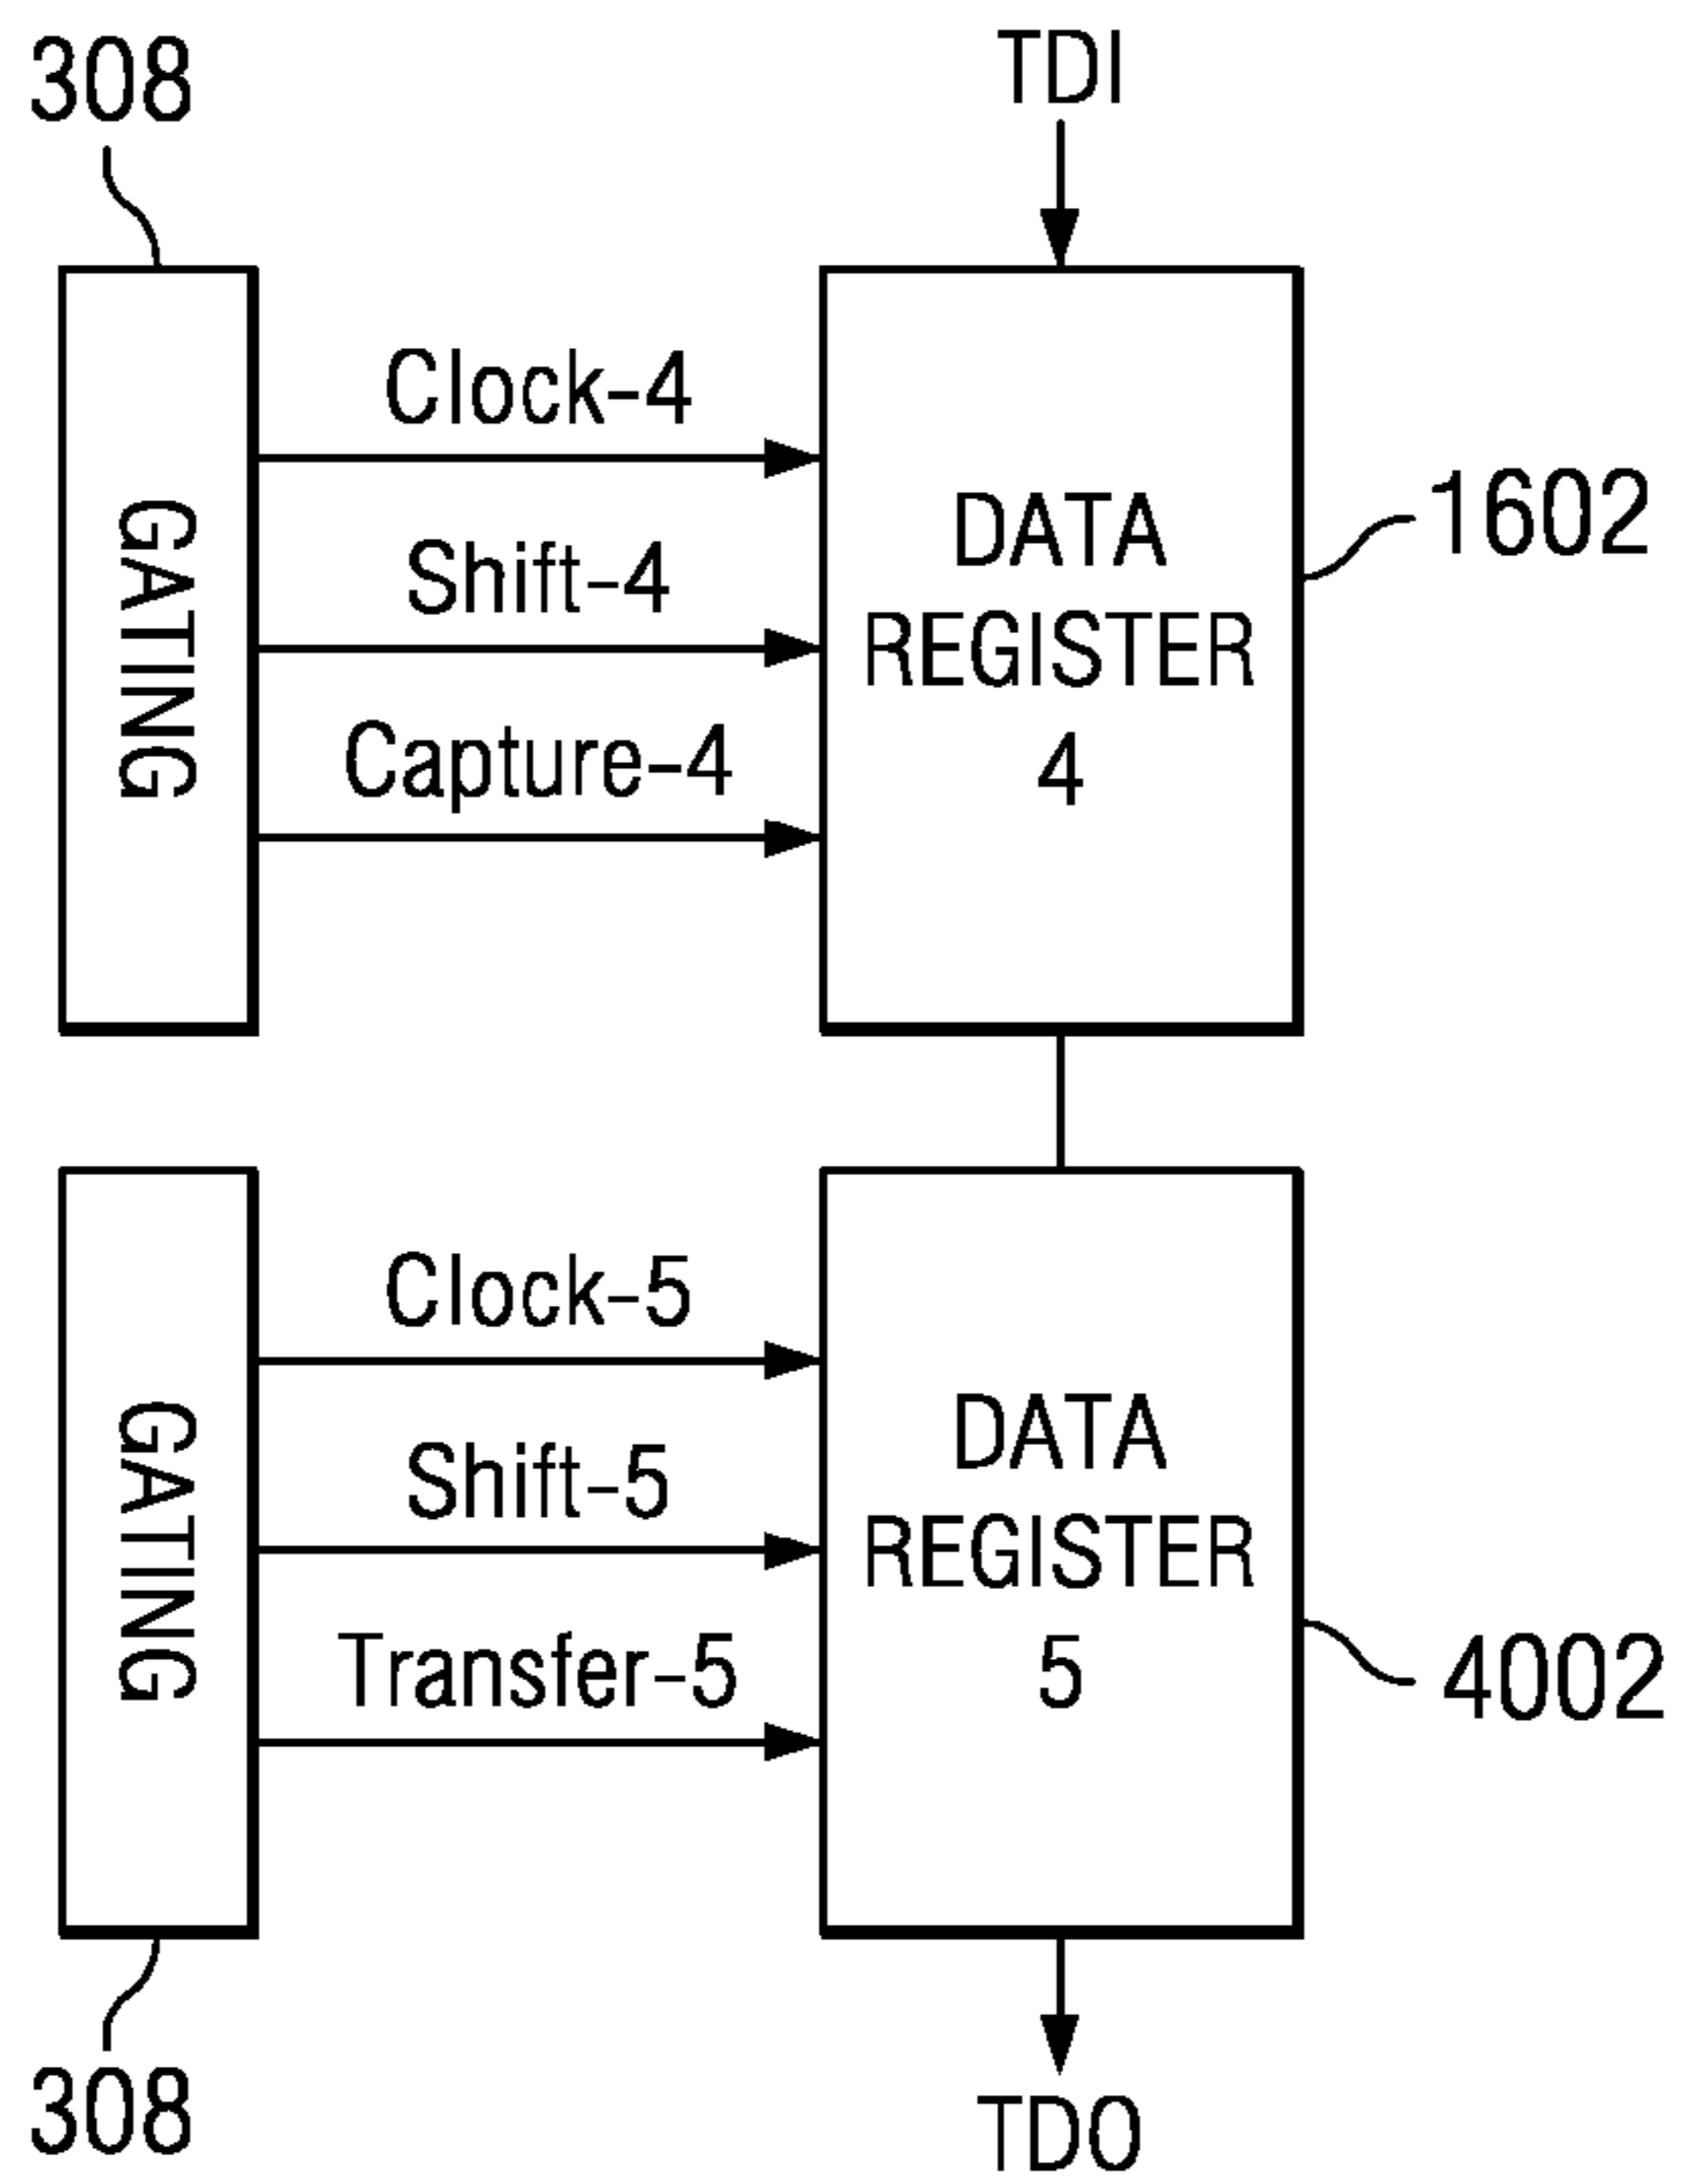 308
TDI
GATING
Clock-4
Shift-4
Capture-4
DATA
REGISTER
4
1602
GATING
Clock-5
Shift-5
Transfer-5
DATA
REGISTER
5
4002
308
TDO